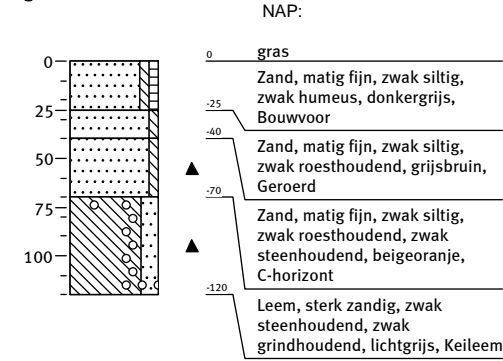 NAP:
0
25
50
75
100
0
gras
Zand, matig fijn, zwak siltig,
zwak humeus, donkergrijs,
Bouwvoor
-25
Zand, matig fijn, zwak siltig,
zwak roesthoudend, grijsbruin,
Geroerd
-40
Zand, matig fijn, zwak siltig,
zwak roesthoudend, zwak
steenhoudend, beigeoranje,
C-horizont
-70
Leem, sterk zandig, zwak
steenhoudend, zwak
grindhoudend, lichtgrijs, Keileem
-120